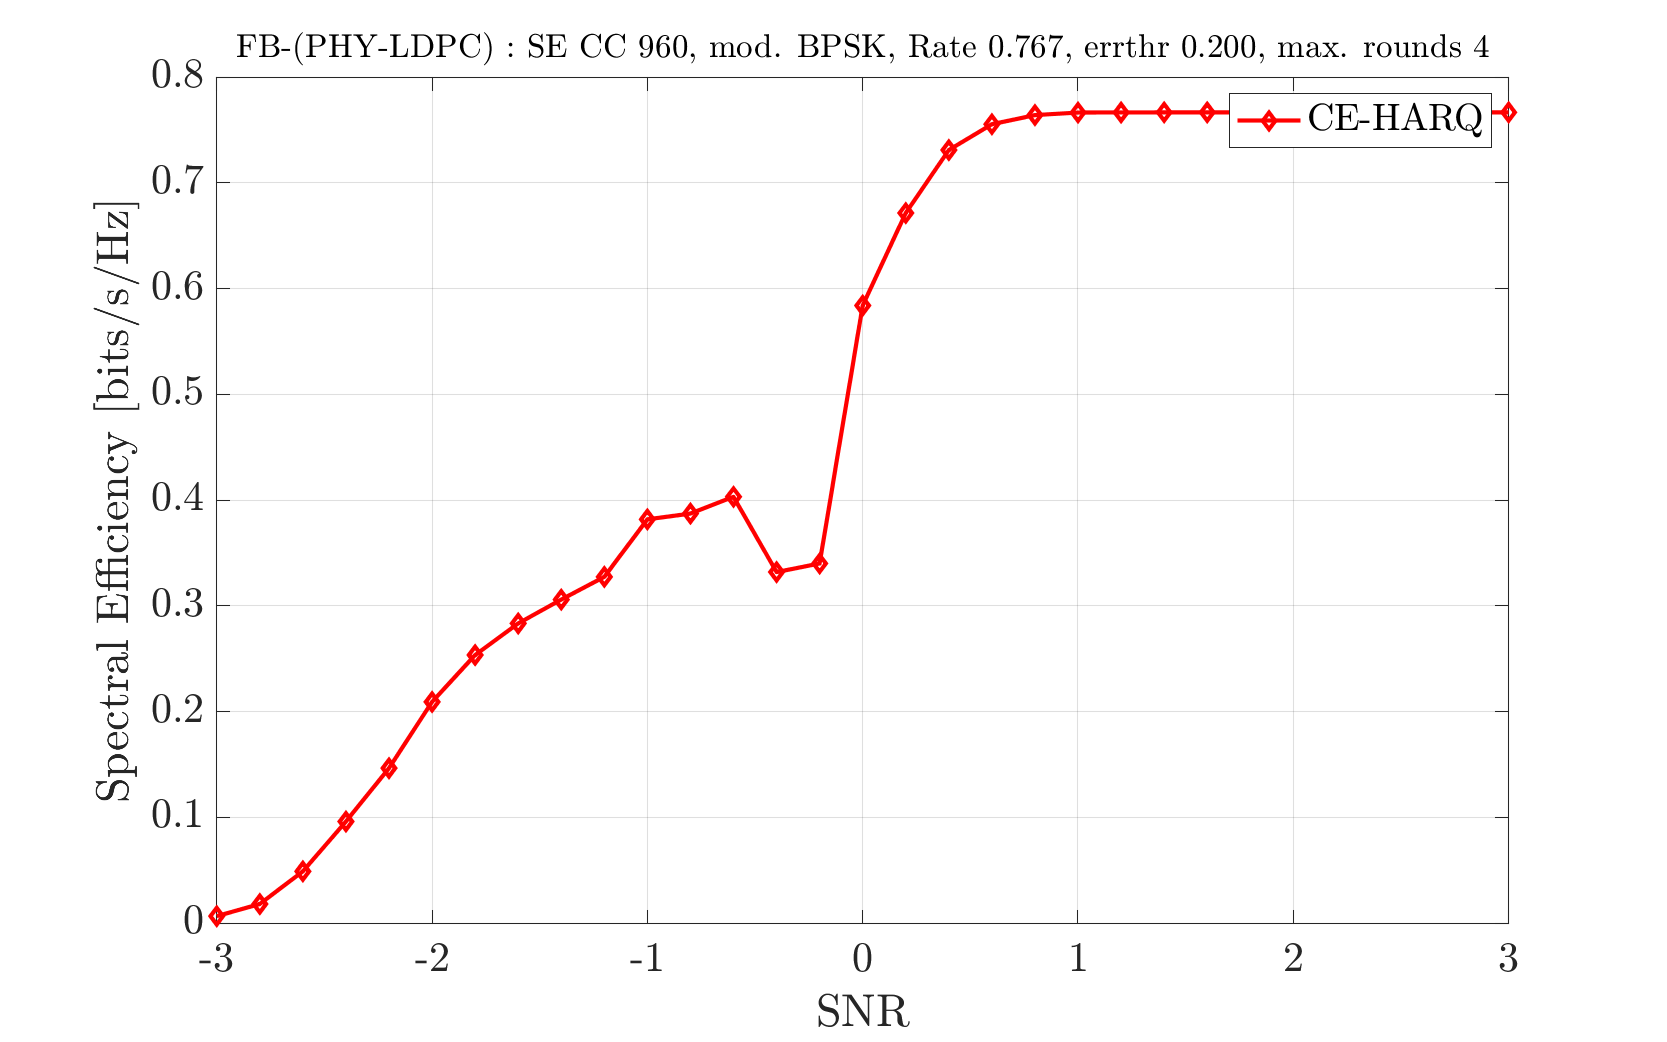 FB-(PHY-LDPC) : SE CC 960, mod. BPSK, Rate 0.767, errthr 0.200, max. rounds 4
CE-HARQ
Spectral Efficiency [bits/s/Hz]
0.8
0.7
0.6
0.5
0.4
0.3
0.2
0.1
0
-3 -2 -1 0 1 2 3
SNR